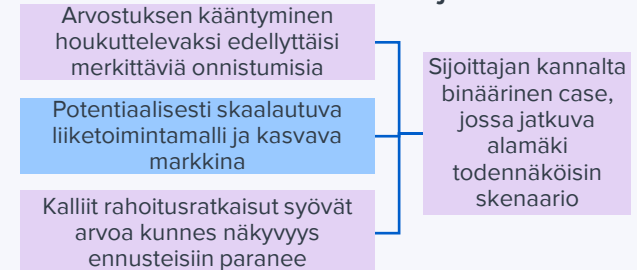 Arvostuksen kääntyminen
houkuttelevaksi edellyttäisi
merkittäviä onnistumisia
Potentiaalisesti skaalautuva
liiketoimintamalli ja kasvava
markkina
Kalliit rahoitusratkaisut syövät
arvoa kunnes näkyvyys
ennusteisiin paranee
Sijoittajan kannalta
binäärinen case,
jossa jatkuva
alamäki
todennäköisin
skenaario